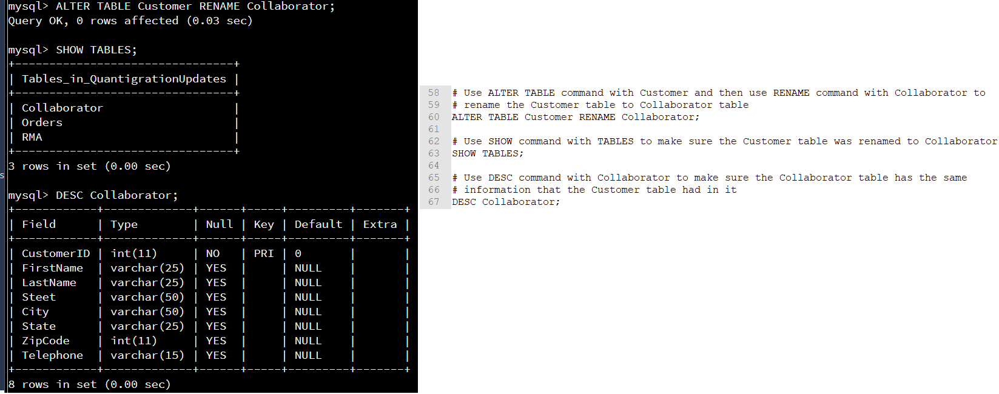 mysql> ALTER TABLE Customer RENAME Collaborator;
Query OK, 0 rows affected (0.03 sec)
mysql> SHOW TABLES;
+--------------------------------+
| Tables_in_QuantigrationUpdates |
+--------------------------------+
| Collaborator                   |
| Orders                         |
| RMA                            |
+--------------------------------+
3 rows in set (0.00 sec)
mysql> DESC Collaborator;
+------------+-------------+------+-----+---------+-------+
| Field      | Type        | Null | Key | Default | Extra |
+------------+-------------+------+-----+---------+-------+
| CustomerID | int(11)     | NO   | PRI | 0       |       |
| FirstName  | varchar(25) | YES  |     | NULL    |       |
| LastName   | varchar(25) | YES  |     | NULL    |       |
| Steet      | varchar(50) | YES  |     | NULL    |       |
| City       | varchar(50) | YES  |     | NULL    |       |
| State      | varchar(25) | YES  |     | NULL    |       |
| ZipCode    | int(11)     | YES  |     | NULL    |       |
| Telephone  | varchar(15) | YES  |     | NULL    |       |
+------------+-------------+------+-----+---------+-------+
8 rows in set (0.00 sec)
s
58 # Use ALTER TABLE command with Customer and then use RENAME command with Collaborator to
59 # rename the Customer table to Collaborator table
60 ALTER TABLE Customer RENAME Collaborator;
61
62 # Use SHOW command with TABLES to make sure the Customer table was renamed to Collaborator
63 SHOW TABLES;
64
65 # Use DESC command with Collaborator to make sure the Collaborator table has the same
66 # information that the Customer table had in it
67 DESC Collaborator;